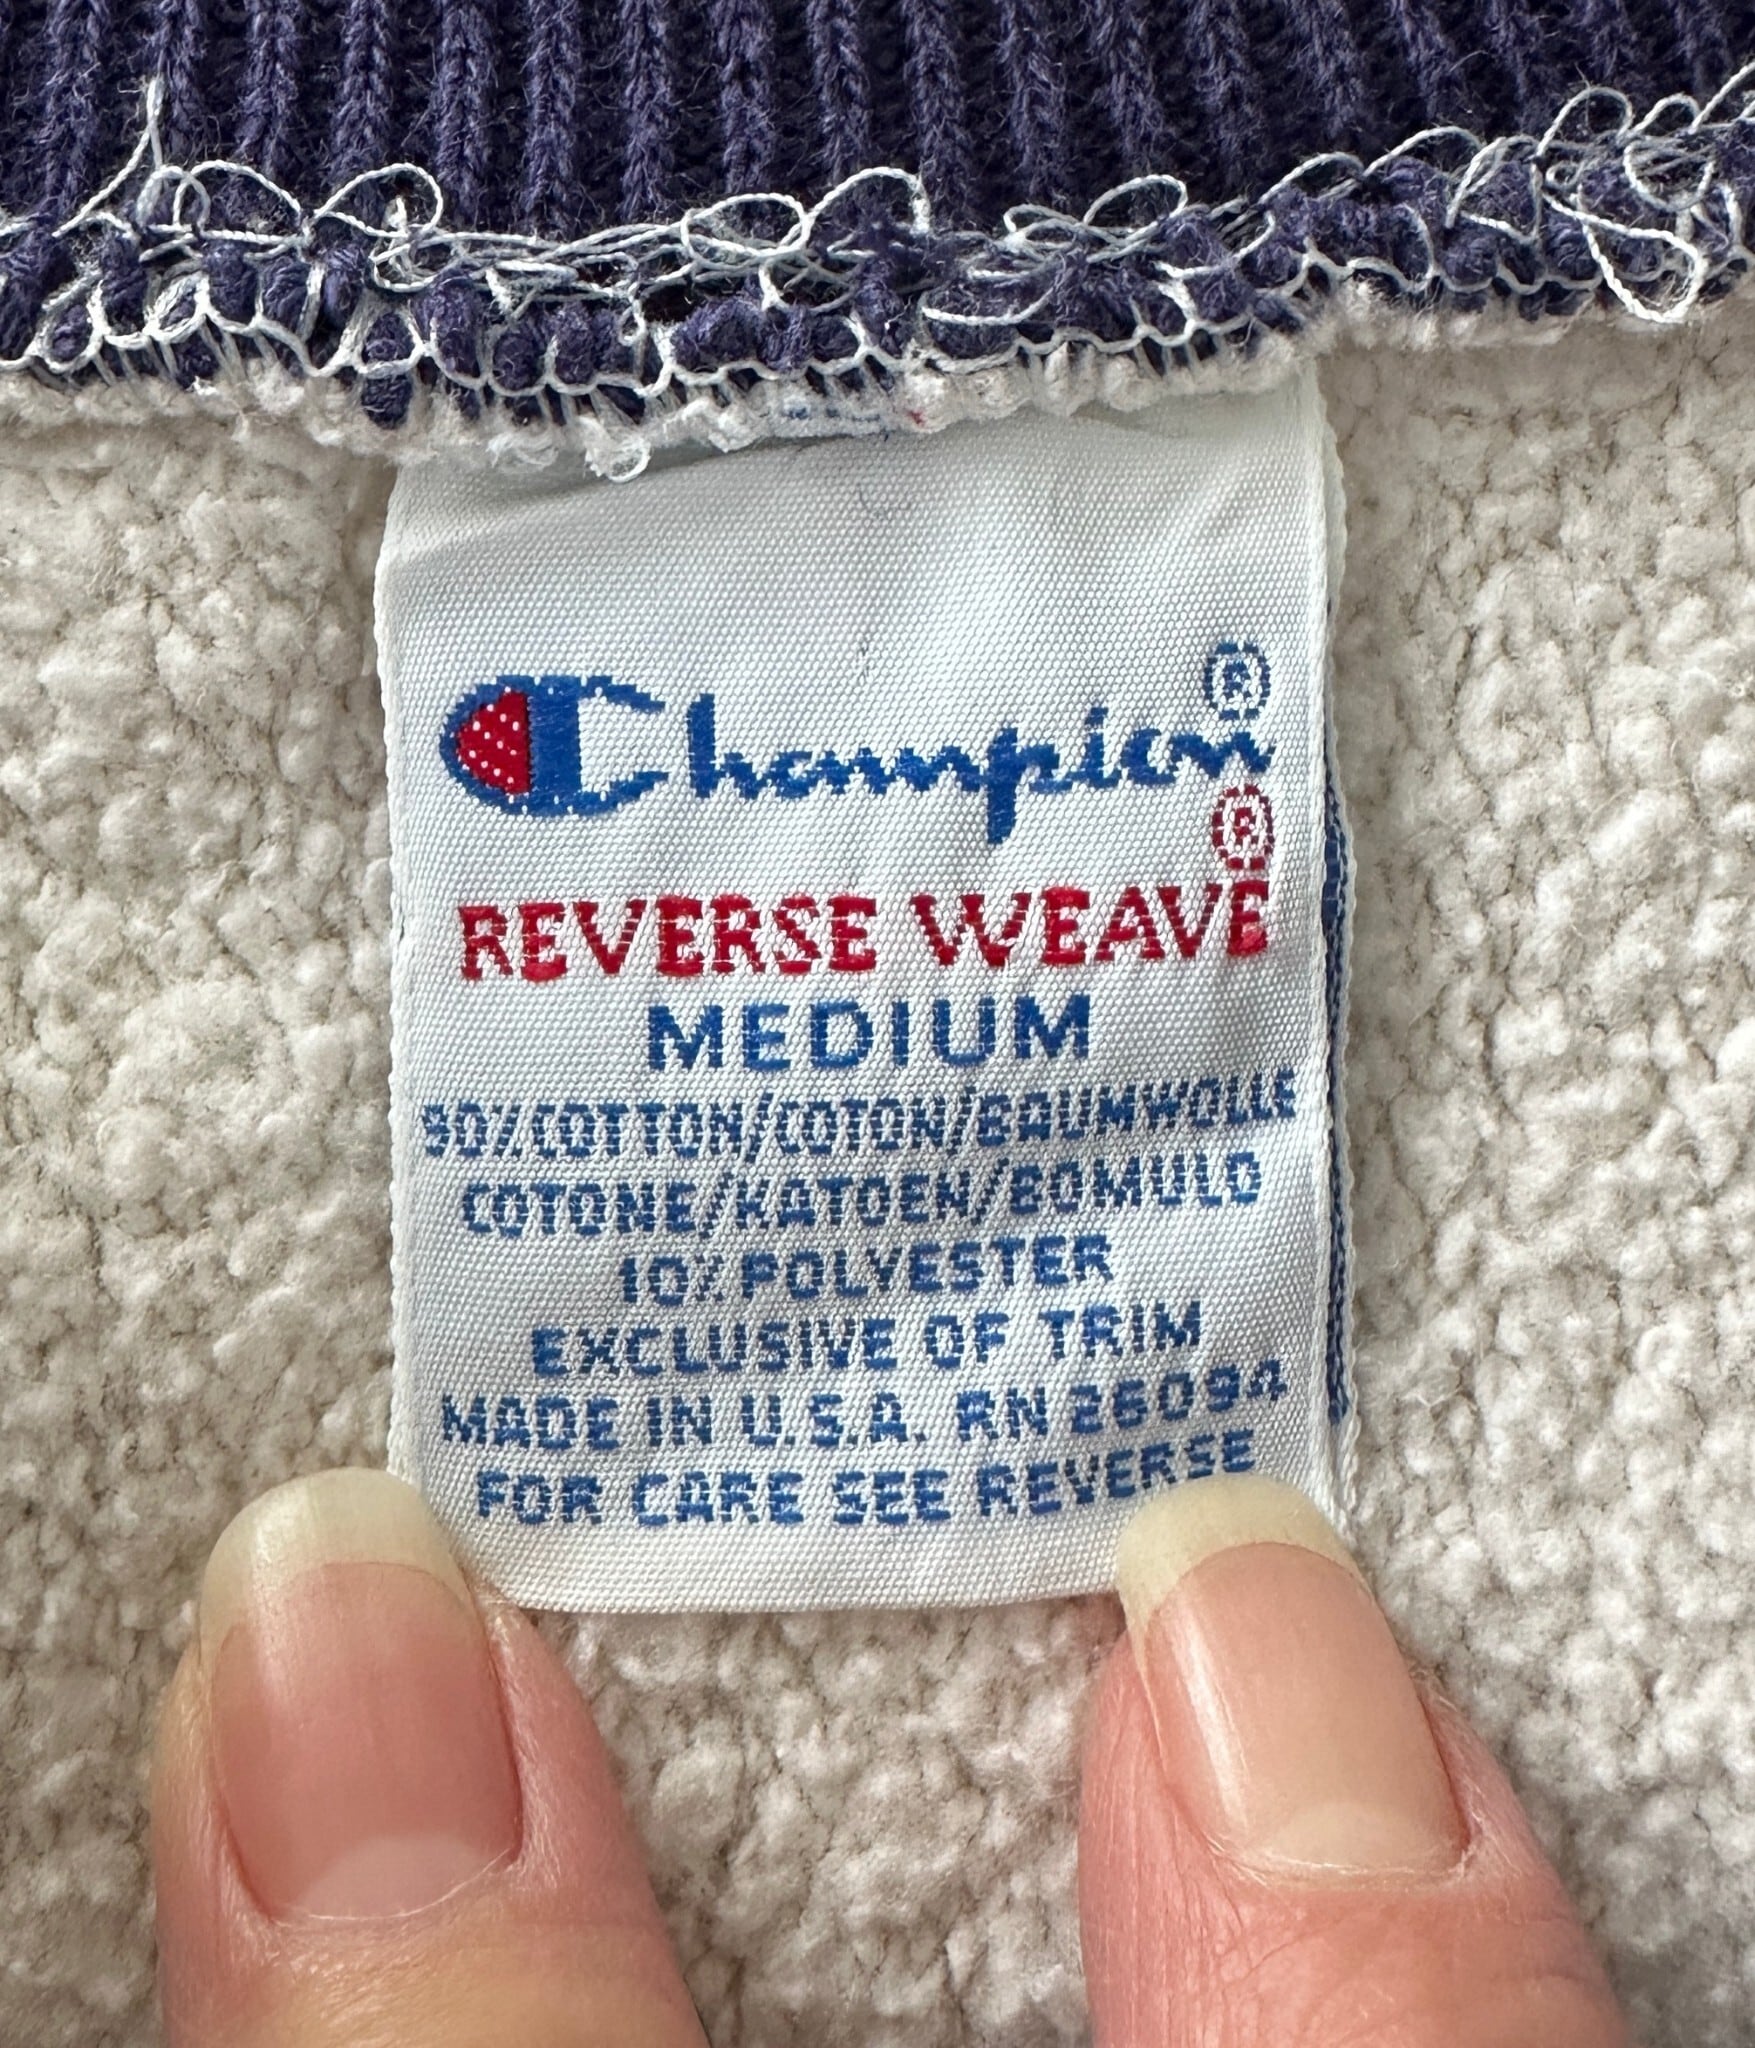 Champion®
®
REVERSE WEAVE
MEDIUM
90%COTTON/COTON/BAUMWOLLE
COTONE/KATOEN/BOMULD
10% POLYESTER
EXCLUSIVE OF TRIM
MADE IN U.S.A. RN 26094
FOR CARE SEE REVERSE